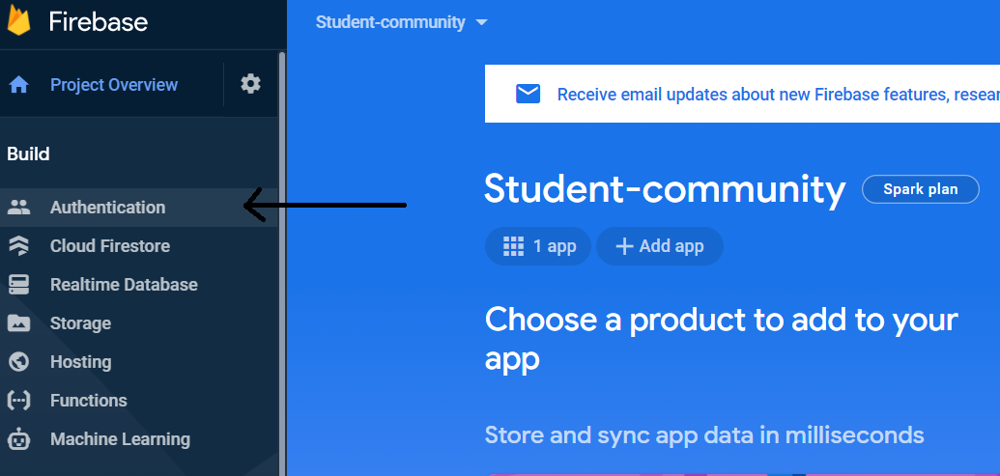 Firebase
Project Overview
Build
Authentication
Cloud Firestore
Realtime Database
Storage
Hosting
Functions
Machine Learning
Student-community
Receive email updates about new Firebase features,
Student-community
Spark plan
1 app
Add app
Choose a product to add to your
app
Store and sync app data in milliseconds